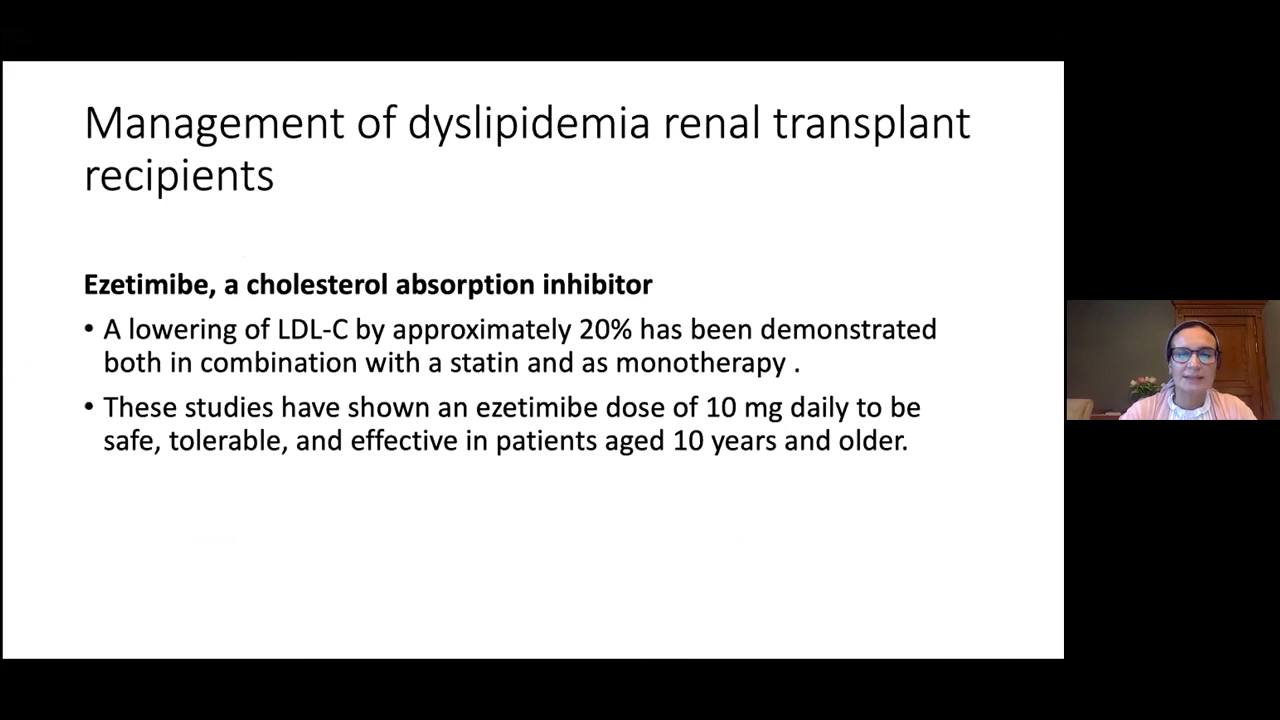 Management of dyslipidemia renal transplant
recipients
Ezetimibe, a cholesterol absorption inhibitor
• A lowering of LDL-C by approximately 20% has been demonstrated
both in combination with a statin and as monotherapy .
• These studies have shown an ezetimibe dose of 10 mg daily to be
safe, tolerable, and effective in patients aged 10 years and older.